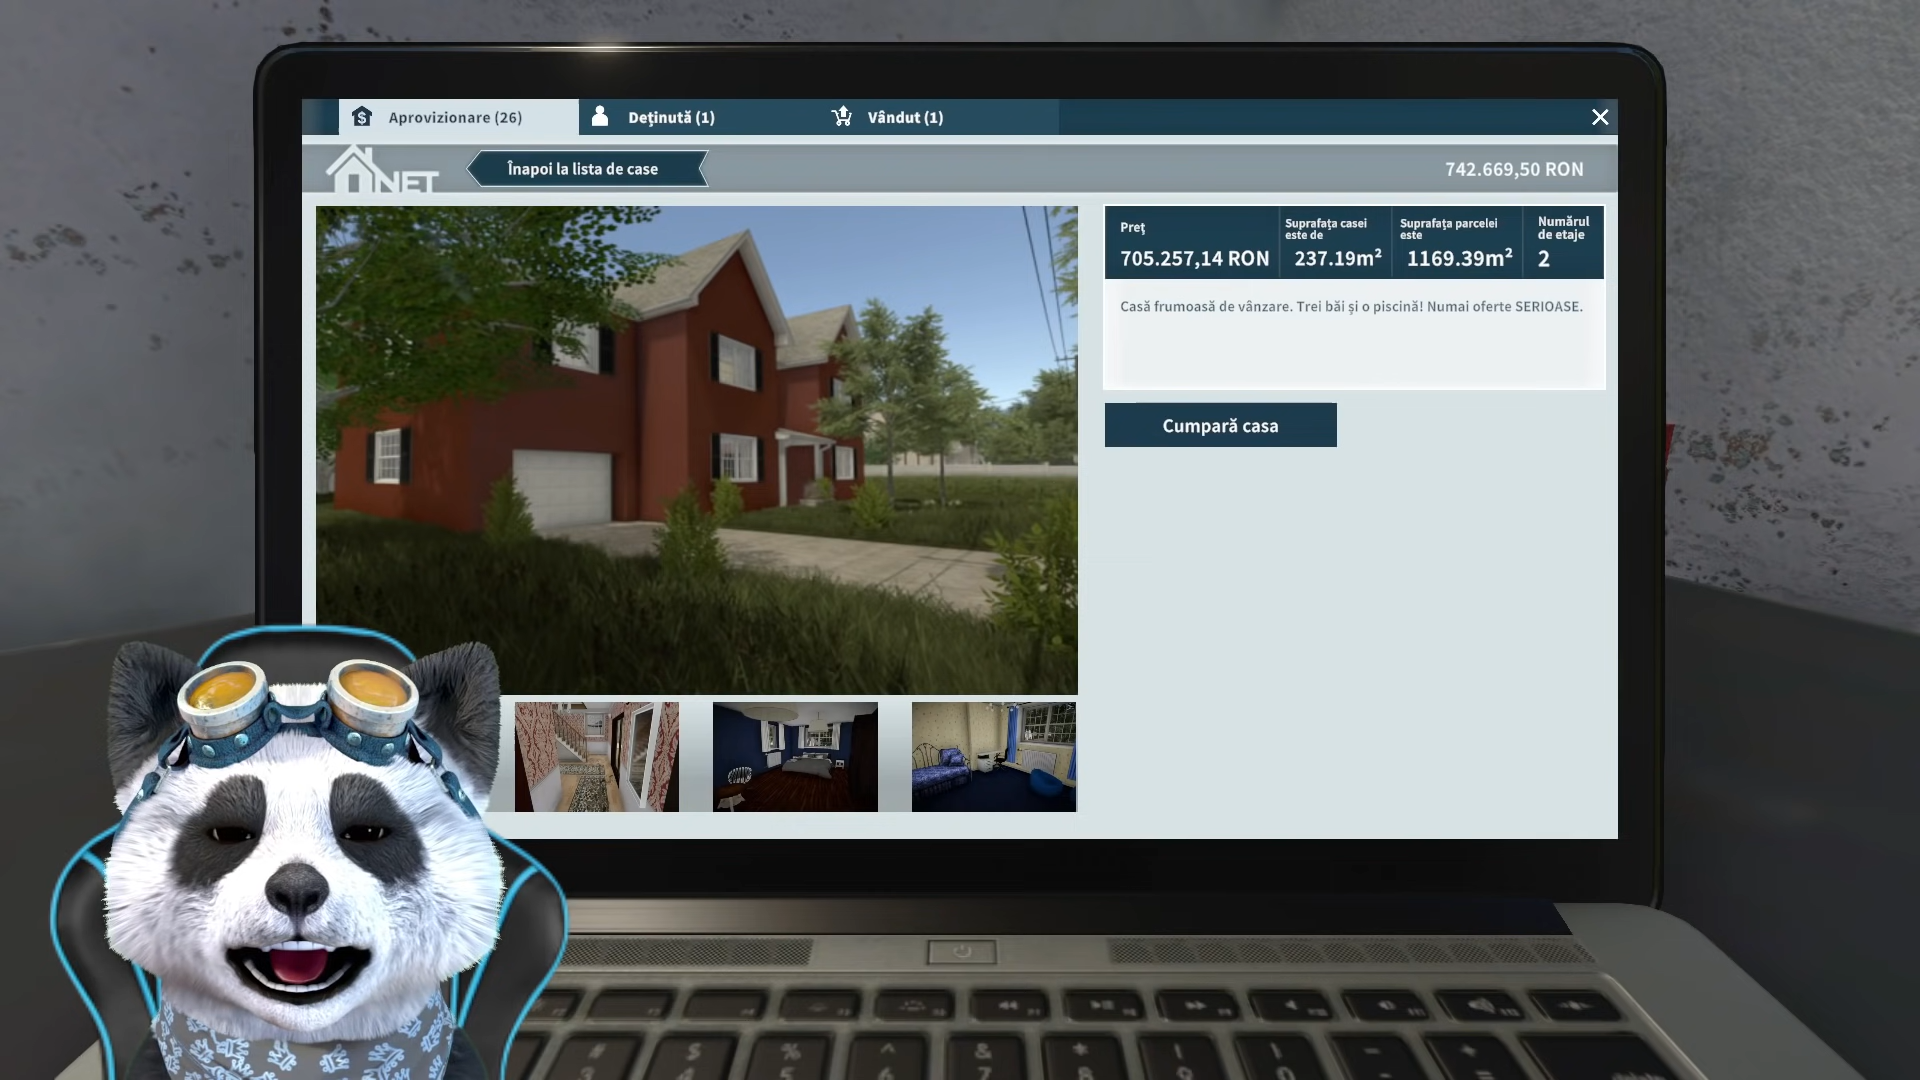 Aprovizionare (26)
Deținută (1)
Vândut (1)
NET
Înapoi la lista de case
742.669,50 RON
Preț
705.257,14 RON
Suprafața casei
este de
237.19m²
Suprafața parcelei
este
1169.39m²
Numărul
de etaje
2
Casă frumoasă de vânzare. Trei băi și o piscină! Numai oferte SERIOASE.
Cumpară casa